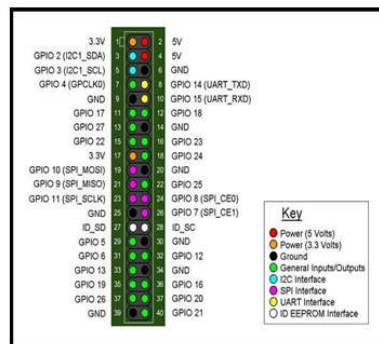 3.3V 1 2 5V
GPIO 2 (I2C1_SDA) 3 4 5V
GPIO 3 (I2C1_SCL) 5 6 GND
GPIO 4 (GPCLK0) 7 8 GPIO 14 (UART_TXD)
GND 9 10 GPIO 15 (UART_RXD)
GPIO 17 11 12 GPIO 18
GPIO 27 13 14 GND
GPIO 22 15 16 GPIO 23
3.3V 17 18 GPIO 24
GPIO 10 (SPI_MOSI) 19 20 GND
GPIO 9 (SPI_MISO) 21 22 GPIO 25
GPIO 11 (SPI_SCLK) 23 24 GPIO 8 (SPI_CE0)
GND 25 26 GPIO 7 (SPI_CE1)
ID_SD 27 28 ID_SC
GPIO 5 29 30 GND
GPIO 6 31 32 GPIO 12
GPIO 13 33 34 GND
GPIO 19 35 36 GPIO 16
GPIO 26 37 37 GPIO 20
GND 39 40 GPIO 21
Key
Power (5 Volts)
Power (3.3 Volts)
Ground
General Inputs/Outputs
I2C Interface
SPI Interface
UART Interface
ID EEPROM Interface